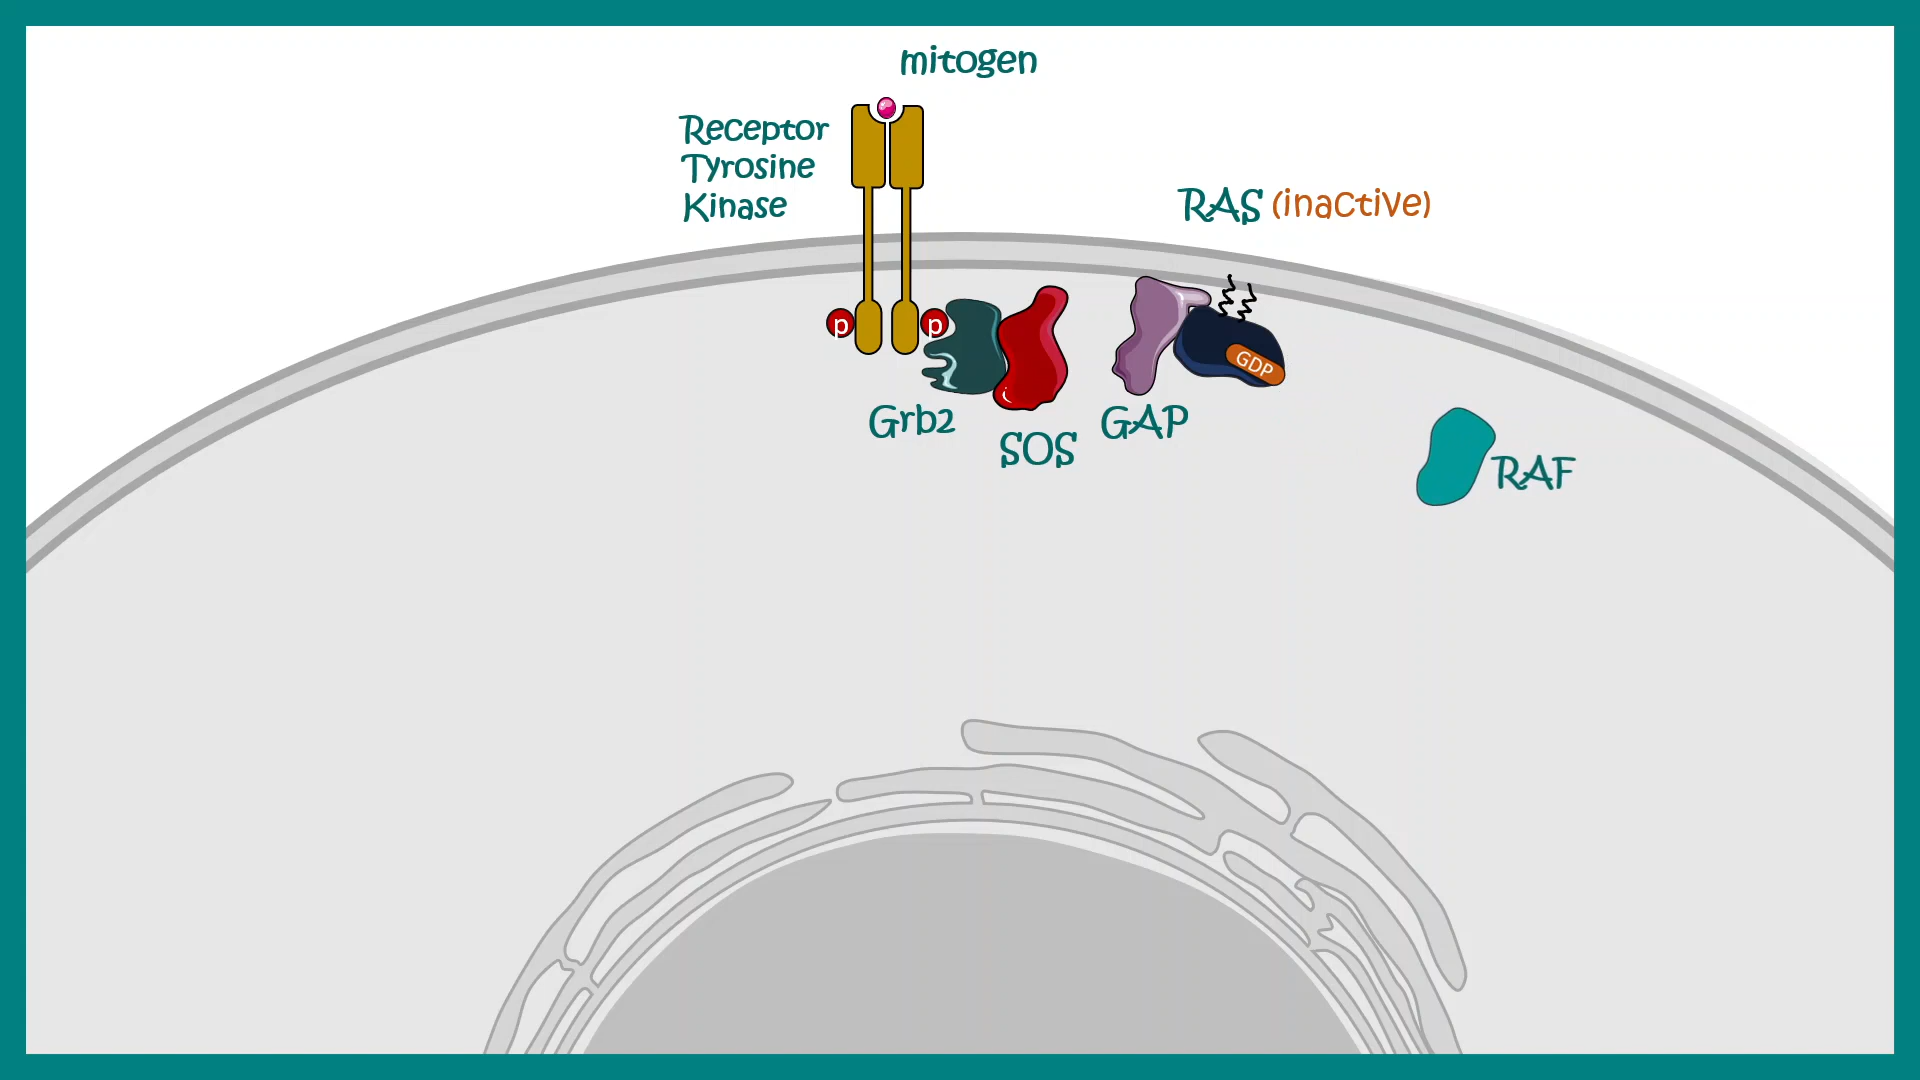 mitogen
Receptor
Tyrosine
Kinase
RAS (inactive)
p
p
GDP
Grb2
SOS
GAP
RAF